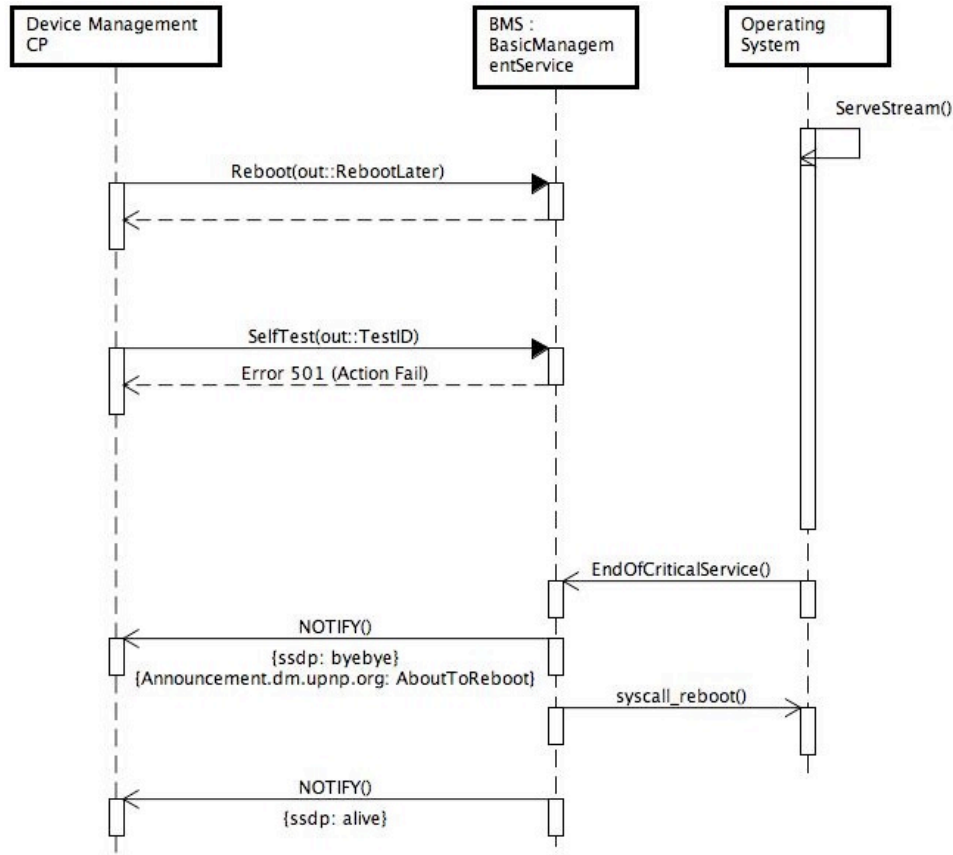 Device Management
CP
BMS :
BasicManagem
entService
Operating
System
ServeStream()
Reboot(out::RebootLater)
SelfTest(out::TestID)
Error 501 (Action Fail)
EndOfCriticalService()
NOTIFY()
{ssdp: byebye}
{Announcement.dm.upnp.org: AboutToReboot}
syscall_reboot()
NOTIFY()
{ssdp: alive}